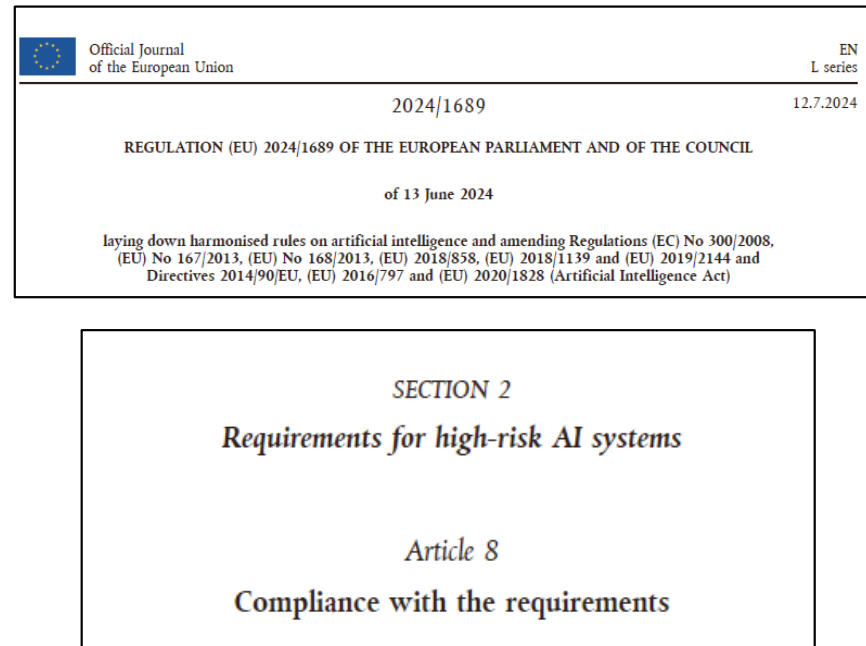 Official Journal
of the European Union
EN
L series
2024/1689
12.7.2024
REGULATION (EU) 2024/1689 OF THE EUROPEAN PARLIAMENT AND OF THE COUNCIL
of 13 June 2024
laying down harmonised rules on artificial intelligence and amending Regulations (EC) No 300/2008,
(EU) No 167/2013, (EU) No 168/2013, (EU) 2018/858, (EU) 2018/1139 and (EU) 2019/2144 and
Directives 2014/90/EU, (EU) 2016/797 and (EU) 2020/1828 (Artificial Intelligence Act)
SECTION 2
Requirements for high-risk AI systems
Article 8
Compliance with the requirements